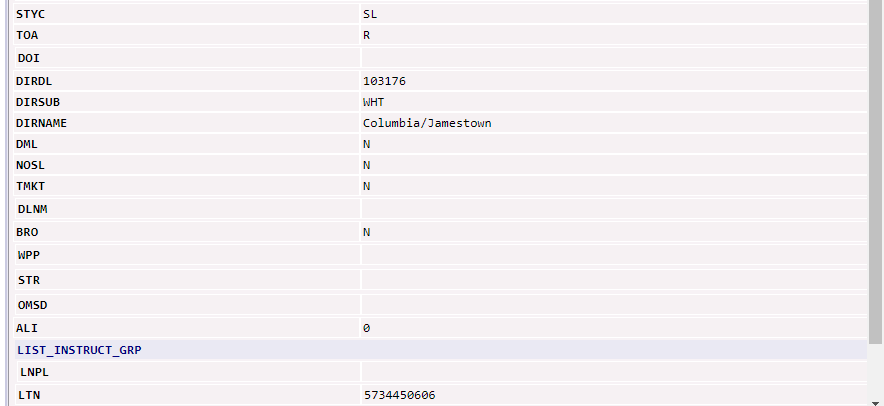 STYC SL
TOA R
DOI
DIRDL 103176
DIRSUB WHT
DIRNAME Columbia/Jamestown
DML N
NOSL N
TMKT N
DLNM
BRO N
WPP
STR
OMSD
ALI 0
LIST_INSTRUCT_GRP
LNPL
LTN 5734450606